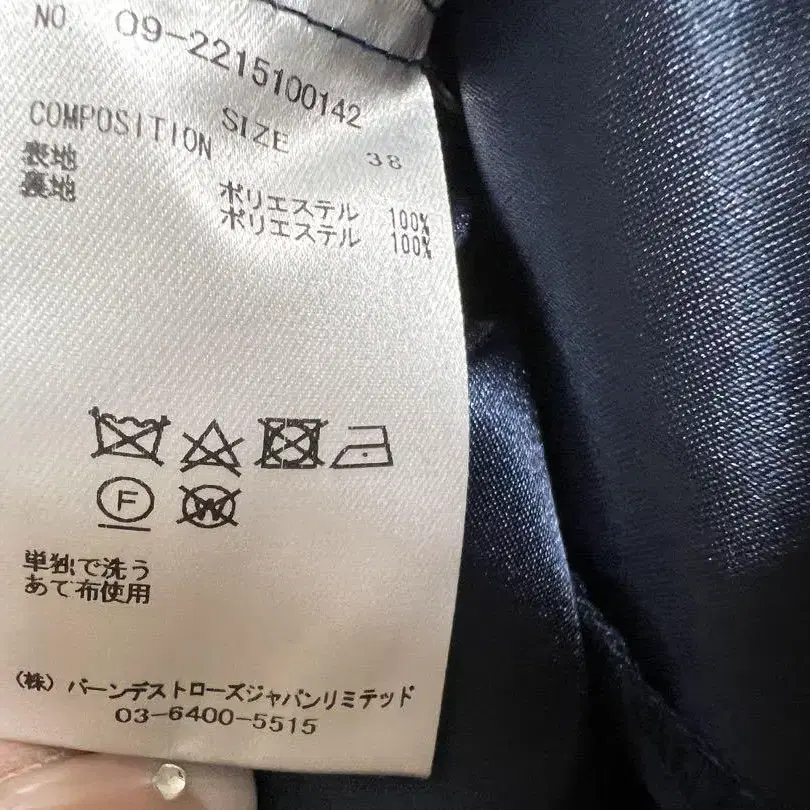 NO. 09-2215100142
COMPOSITION SIZE 38
表地 ポリエステル 100%
裏地 ポリエステル 100%
F
W
単独で洗う
あて布使用
(株) バーンデストローズジャパンリミテッド
03-6400-5515